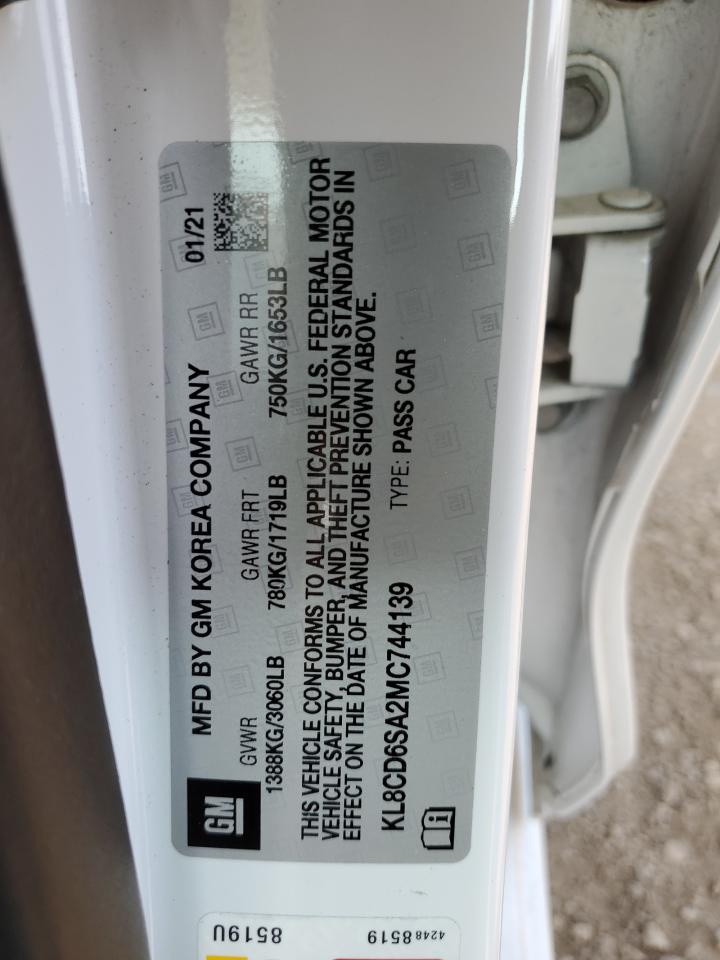 GM
MFD BY GM KOREA COMPANY 01/21
GVWR GAWR FRT GAWR RR
1388KG/3060LB 780KG/1719LB 750KG/1653LB
THIS VEHICLE CONFORMS TO ALL APPLICABLE U.S. FEDERAL MOTOR
VEHICLE SAFETY, BUMPER, AND THEFT PREVENTION STANDARDS IN
EFFECT ON THE DATE OF MANUFACTURE SHOWN ABOVE.
KL8CD6SA2MC744139 TYPE: PASS CAR
8519U
42488519